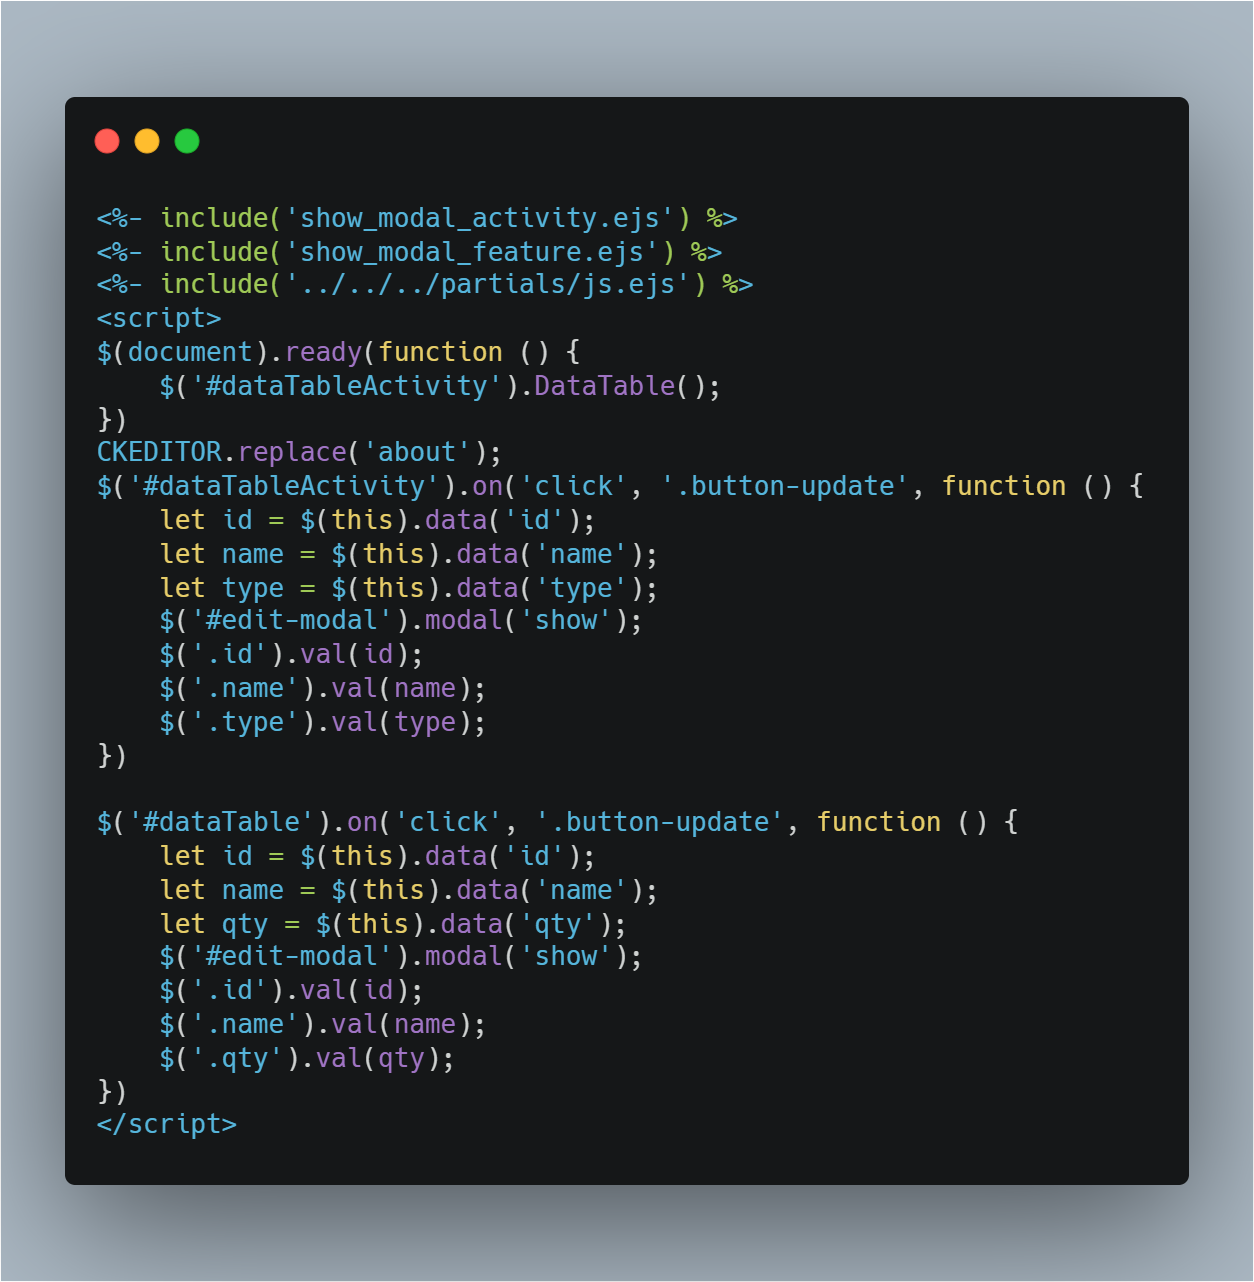 <%- include('show_modal_activity.ejs') %>
<%- include('show_modal_feature.ejs') %>
<%- include('../../../partials/js.ejs') %>
<script>
$(document).ready(function () {
    $('#dataTableActivity').DataTable();
})
CKEDITOR.replace('about');
$('#dataTableActivity').on('click', '.button-update', function () {
    let id = $(this).data('id');
    let name = $(this).data('name');
    let type = $(this).data('type');
    $('#edit-modal').modal('show');
    $('.id').val(id);
    $('.name').val(name);
    $('.type').val(type);
})

$('#dataTable').on('click', '.button-update', function () {
    let id = $(this).data('id');
    let name = $(this).data('name');
    let qty = $(this).data('qty');
    $('#edit-modal').modal('show');
    $('.id').val(id);
    $('.name').val(name);
    $('.qty').val(qty);
})
</script>